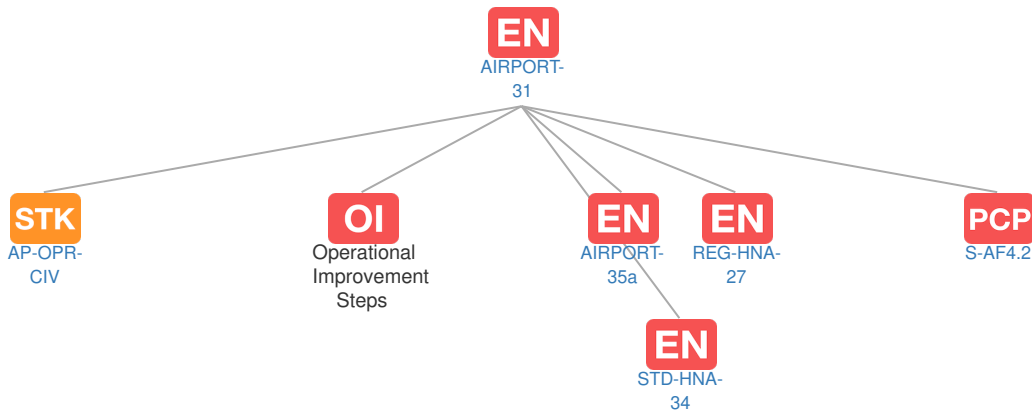 EN
AIRPORT-
31
STK
AP-OPR-
CIV
OI
Operational
Improvement
Steps
EN
AIRPORT-
35a
EN
REG-HNA-
27
PCP
S-AF4.2
EN
STD-HNA-
34